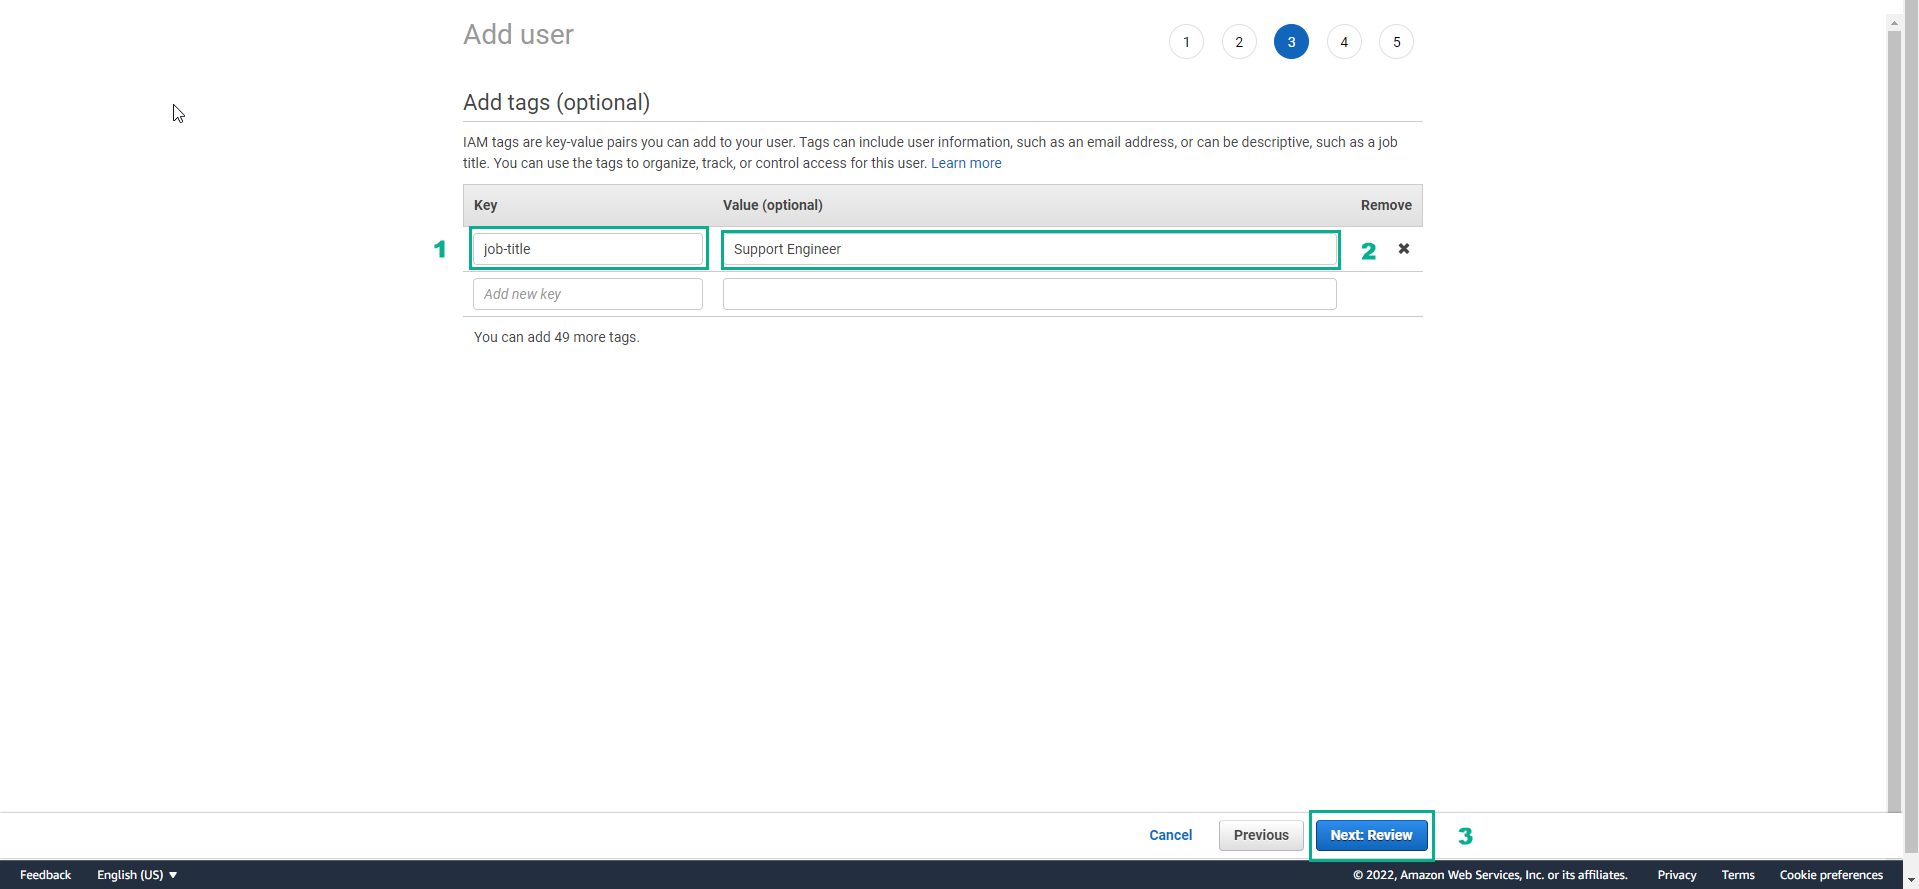 Add user
1 2 3 4 5
Add tags (optional)
IAM tags are key-value pairs you can add to your user. Tags can include user information, such as an email address, or can be descriptive, such as a job
title. You can use the tags to organize, track, or control access for this user. Learn more
Key Value (optional) Remove
1 job-title Support Engineer 2 ✖
Add new key
You can add 49 more tags.
Cancel Previous Next: Review 3
Feedback English (US) ▼ © 2022, Amazon Web Services, Inc. or its affiliates. Privacy Terms Cookie preferences